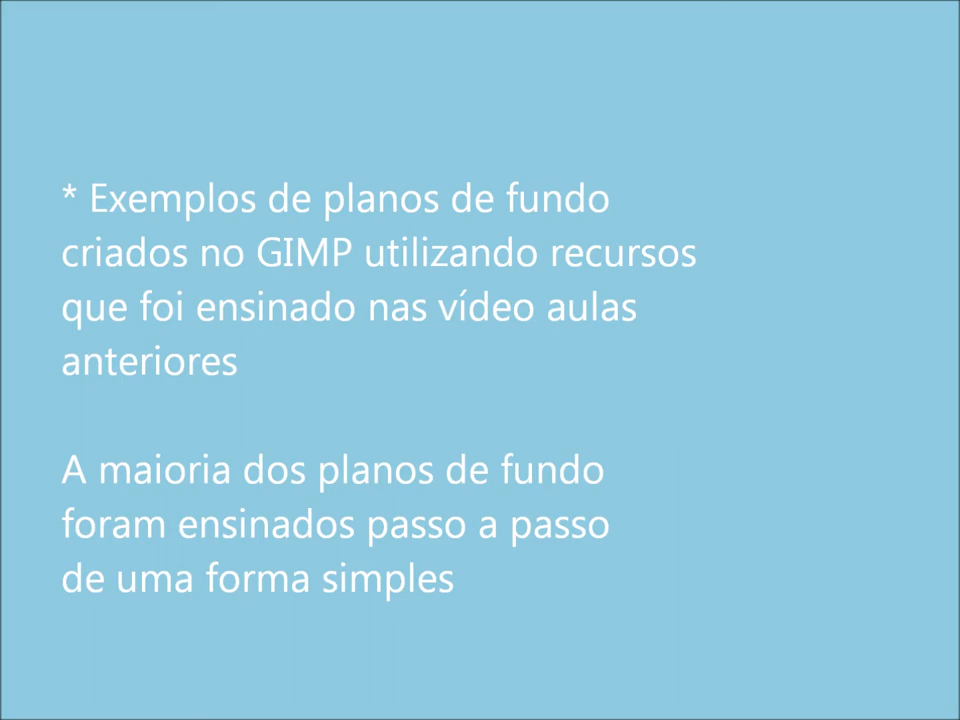 * Exemplos de planos de fundo
criados no GIMP utilizando recursos
que foi ensinado nas vídeo aulas
anteriores
A maioria dos planos de fundo
foram ensinados passo a passo
de uma forma simples